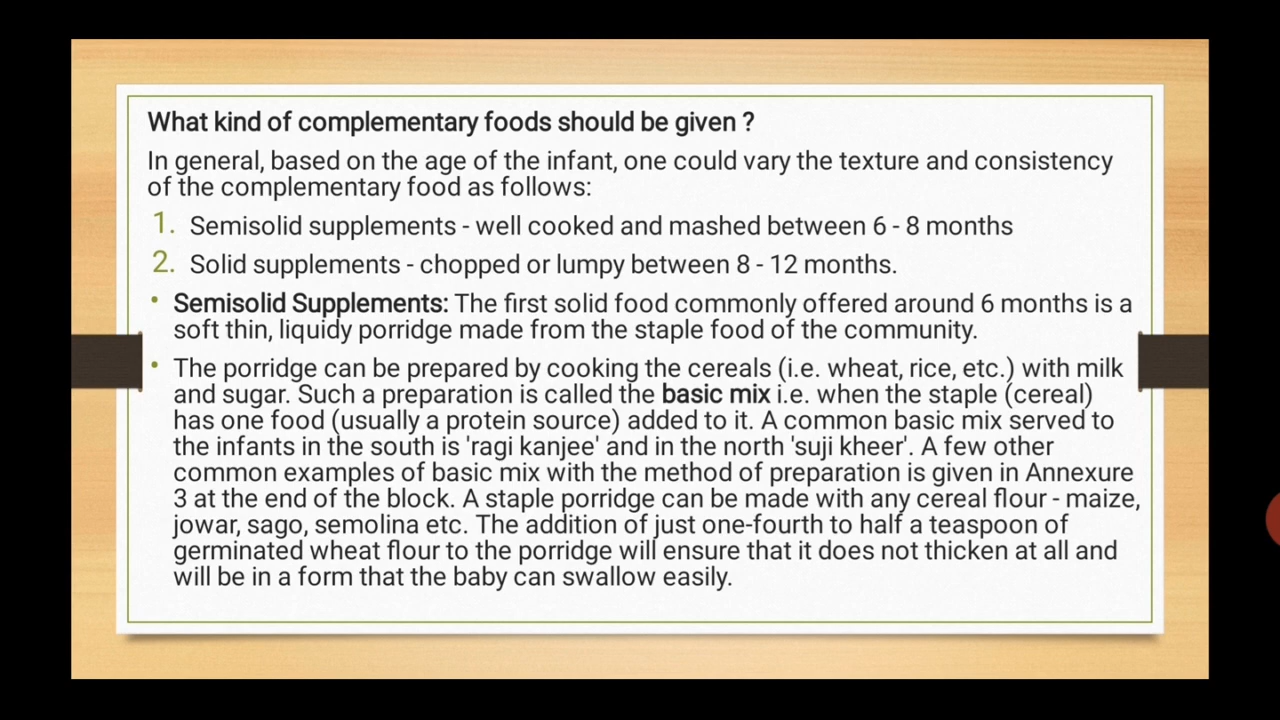 What kind of complementary foods should be given ?
In general, based on the age of the infant, one could vary the texture and consistency
of the complementary food as follows:
1. Semisolid supplements - well cooked and mashed between 6 - 8 months
2. Solid supplements - chopped or lumpy between 8 - 12 months.
• Semisolid Supplements: The first solid food commonly offered around 6 months is a
soft thin, liquidy porridge made from the staple food of the community.
• The porridge can be prepared by cooking the cereals (i.e. wheat, rice, etc.) with milk
and sugar. Such a preparation is called the basic mix i.e. when the staple (cereal)
has one food (usually a protein source) added to it. A common basic mix served to
the infants in the south is 'ragi kanjee' and in the north 'suji kheer'. A few other
common examples of basic mix with the method of preparation is given in Annexure
3 at the end of the block. A staple porridge can be made with any cereal flour - maize,
jowar, sago, semolina etc. The addition of just one-fourth to half a teaspoon of
germinated wheat flour to the porridge will ensure that it does not thicken at all and
will be in a form that the baby can swallow easily.